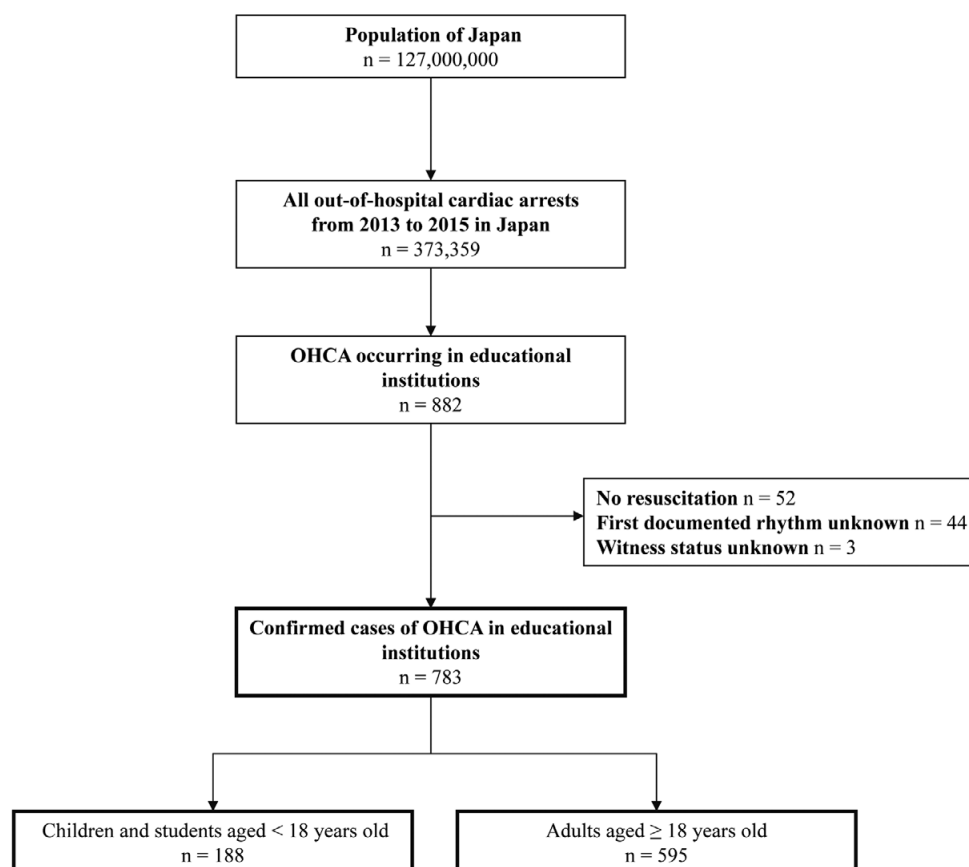 Population of Japan
n = 127,000,000
All out-of-hospital cardiac arrests
from 2013 to 2015 in Japan
n = 373,359
OHCA occurring in educational
institutions
n = 882
No resuscitation n = 52
First documented rhythm unknown n = 44
Witness status unknown n = 3
Confirmed cases of OHCA in educational
institutions
n = 783
Children and students aged < 18 years old
n = 188
Adults aged ≥ 18 years old
n = 595